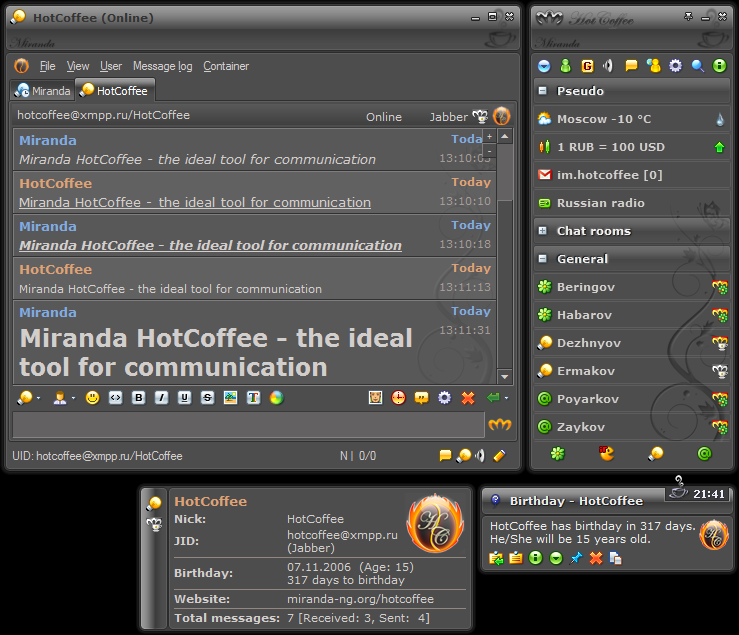 HotCoffee (Online)
Miranda
File View User Message log Container
Miranda HotCoffee
hotcoffee@xmpp.ru/HotCoffee Online Jabber
Miranda Today
Miranda HotCoffee - the ideal tool for communication 13:10:03
HotCoffee Today
Miranda HotCoffee - the ideal tool for communication 13:10:10
Miranda Today
Miranda HotCoffee - the ideal tool for communication 13:10:18
HotCoffee Today
Miranda HotCoffee - the ideal tool for communication 13:11:13
Miranda Today
Miranda HotCoffee - the ideal 13:11:31
tool for communication
UID: hotcoffee@xmpp.ru/HotCoffee N | 0/0
Hot Coffee
Miranda
Pseudo
Moscow -10 °C
1 RUB = 100 USD
im.hotcoffee [0]
Russian radio
Chat rooms
General
Beringov
Habarov
Dezhnyov
Ermakov
Poyarkov
Zaykov
HotCoffee
Nick: HotCoffee
JID: hotcoffee@xmpp.ru
(Jabber)
Birthday: 07.11.2006 (Age: 15)
317 days to birthday
Website: miranda-ng.org/hotcoffee
Total messages: 7 [Received: 3, Sent: 4]
Birthday - HotCoffee 21:41
HotCoffee has birthday in 317 days.
He/She will be 15 years old.